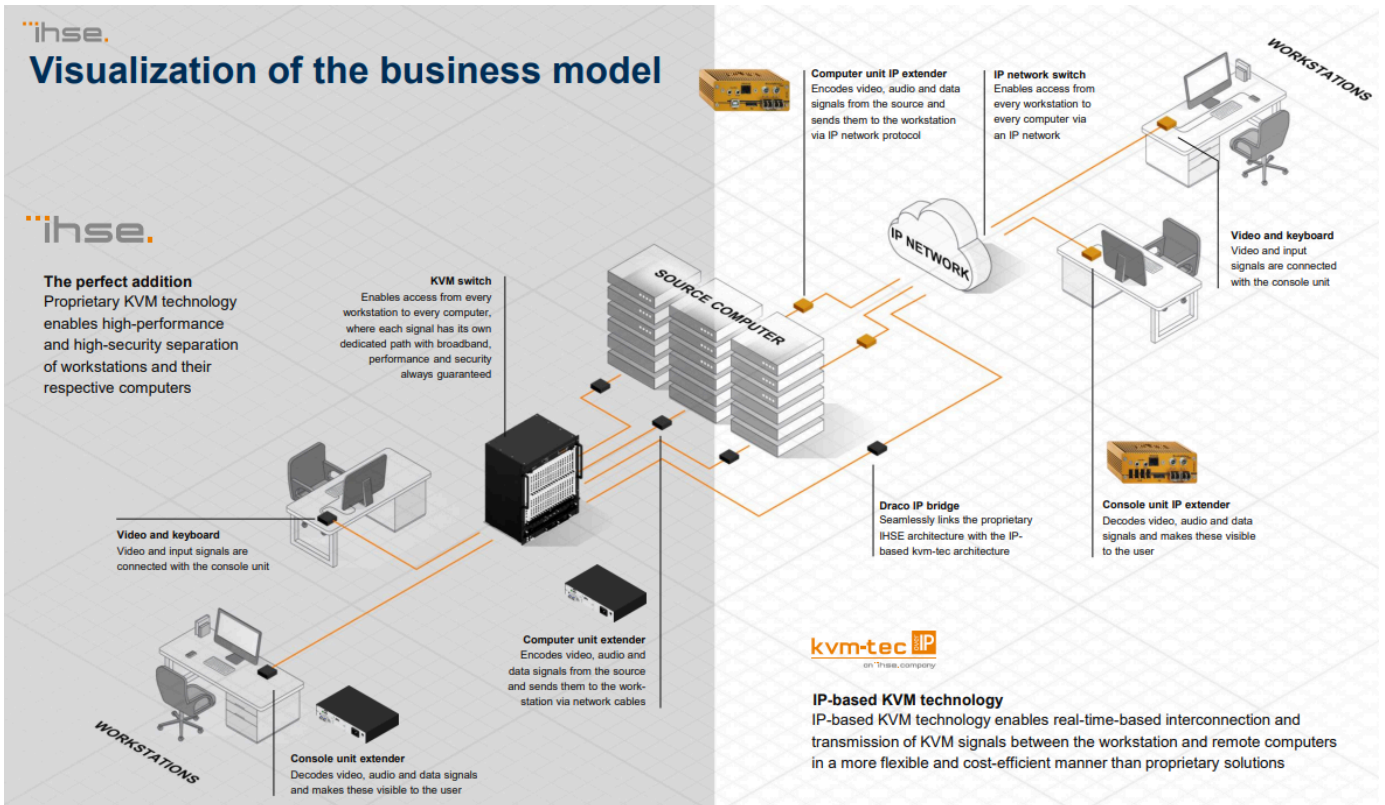 ihse.
Visualization of the business model
ihse.
The perfect addition
Proprietary KVM technology
enables high-performance
and high-security separation
of workstations and their
respective computers
KVM switch
Enables access from every
workstation to every computer,
where each signal has its own
dedicated path with broadband,
performance and security
always guaranteed
Video and keyboard
Video and input signals are
connected with the console unit
WORKSTATIONS
Console unit extender
Decodes video, audio and data signals
and makes these visible to the user
Computer unit extender
Encodes video, audio and
data signals from the source
and sends them to the work-
station via network cables
SOURCE COMPUTER
Computer unit IP extender
Encodes video, audio and data
signals from the source and
sends them to the workstation
via IP network protocol
IP network switch
Enables access from
every workstation to
every computer via
an IP network
IP NETWORK
WORKSTATIONS
Video and keyboard
Video and input
signals are connected
with the console unit
Draco IP bridge
Seamlessly links the proprietary
IHSE architecture with the IP-
based kvm-tec architecture
Console unit IP extender
Decodes video, audio and data
signals and makes these visible
to the user
kvm-tec over IP
an ihse. company
IP-based KVM technology
IP-based KVM technology enables real-time-based interconnection and
transmission of KVM signals between the workstation and remote computers
in a more flexible and cost-efficient manner than proprietary solutions